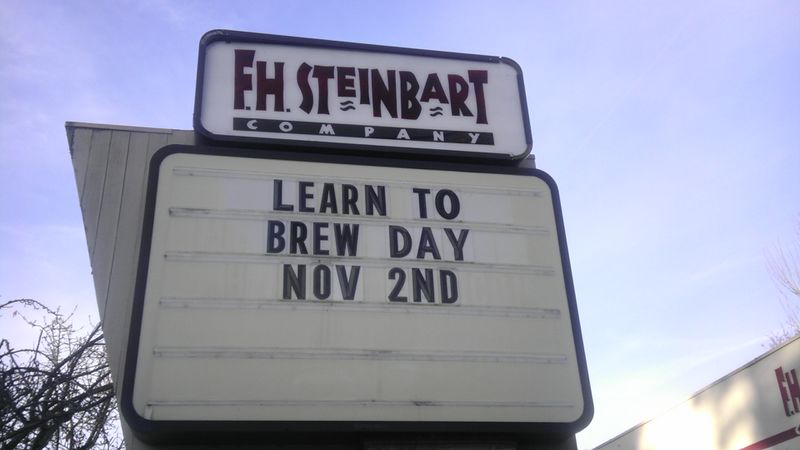 F.H. STEINBART
COMPANY
LEARN TO
BREW DAY
NOV 2ND
F.H